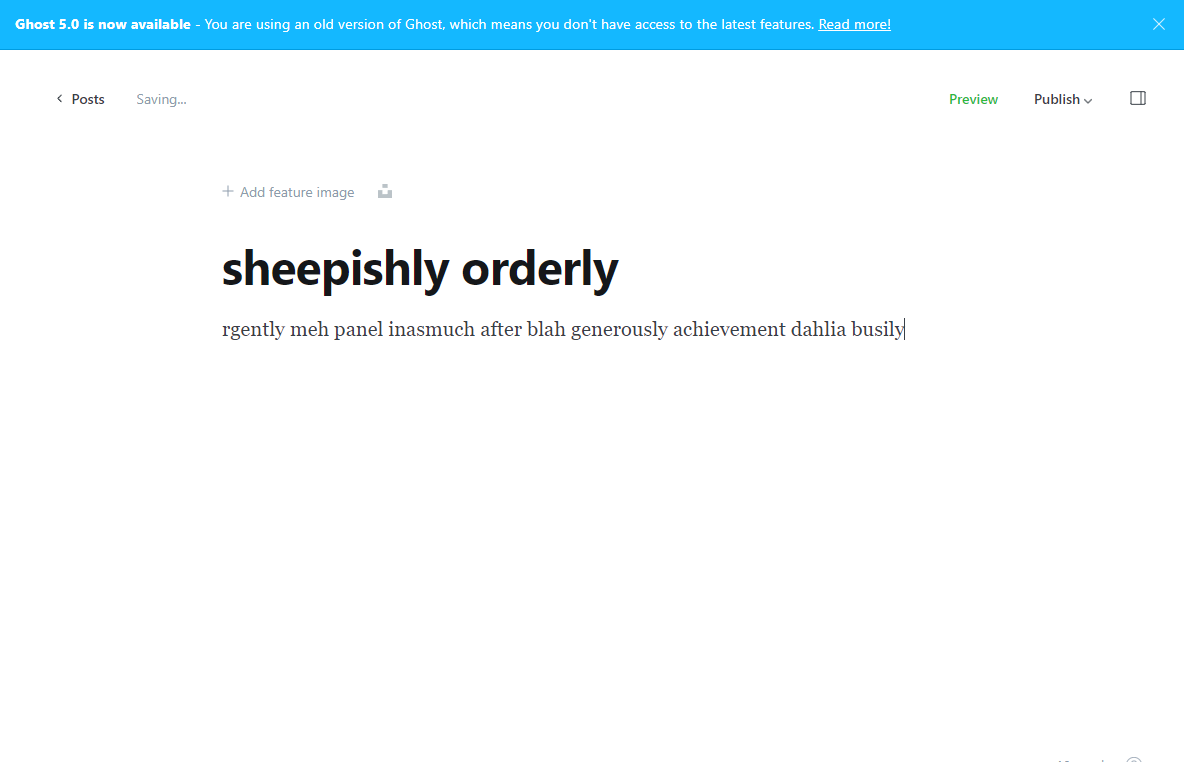 Ghost 5.0 is now available - You are using an old version of Ghost, which means you don't have access to the latest features. Read more!
Posts Saving... Preview Publish
Add feature image
sheepishly orderly
rgently meh panel inasmuch after blah generously achievement dahlia busily